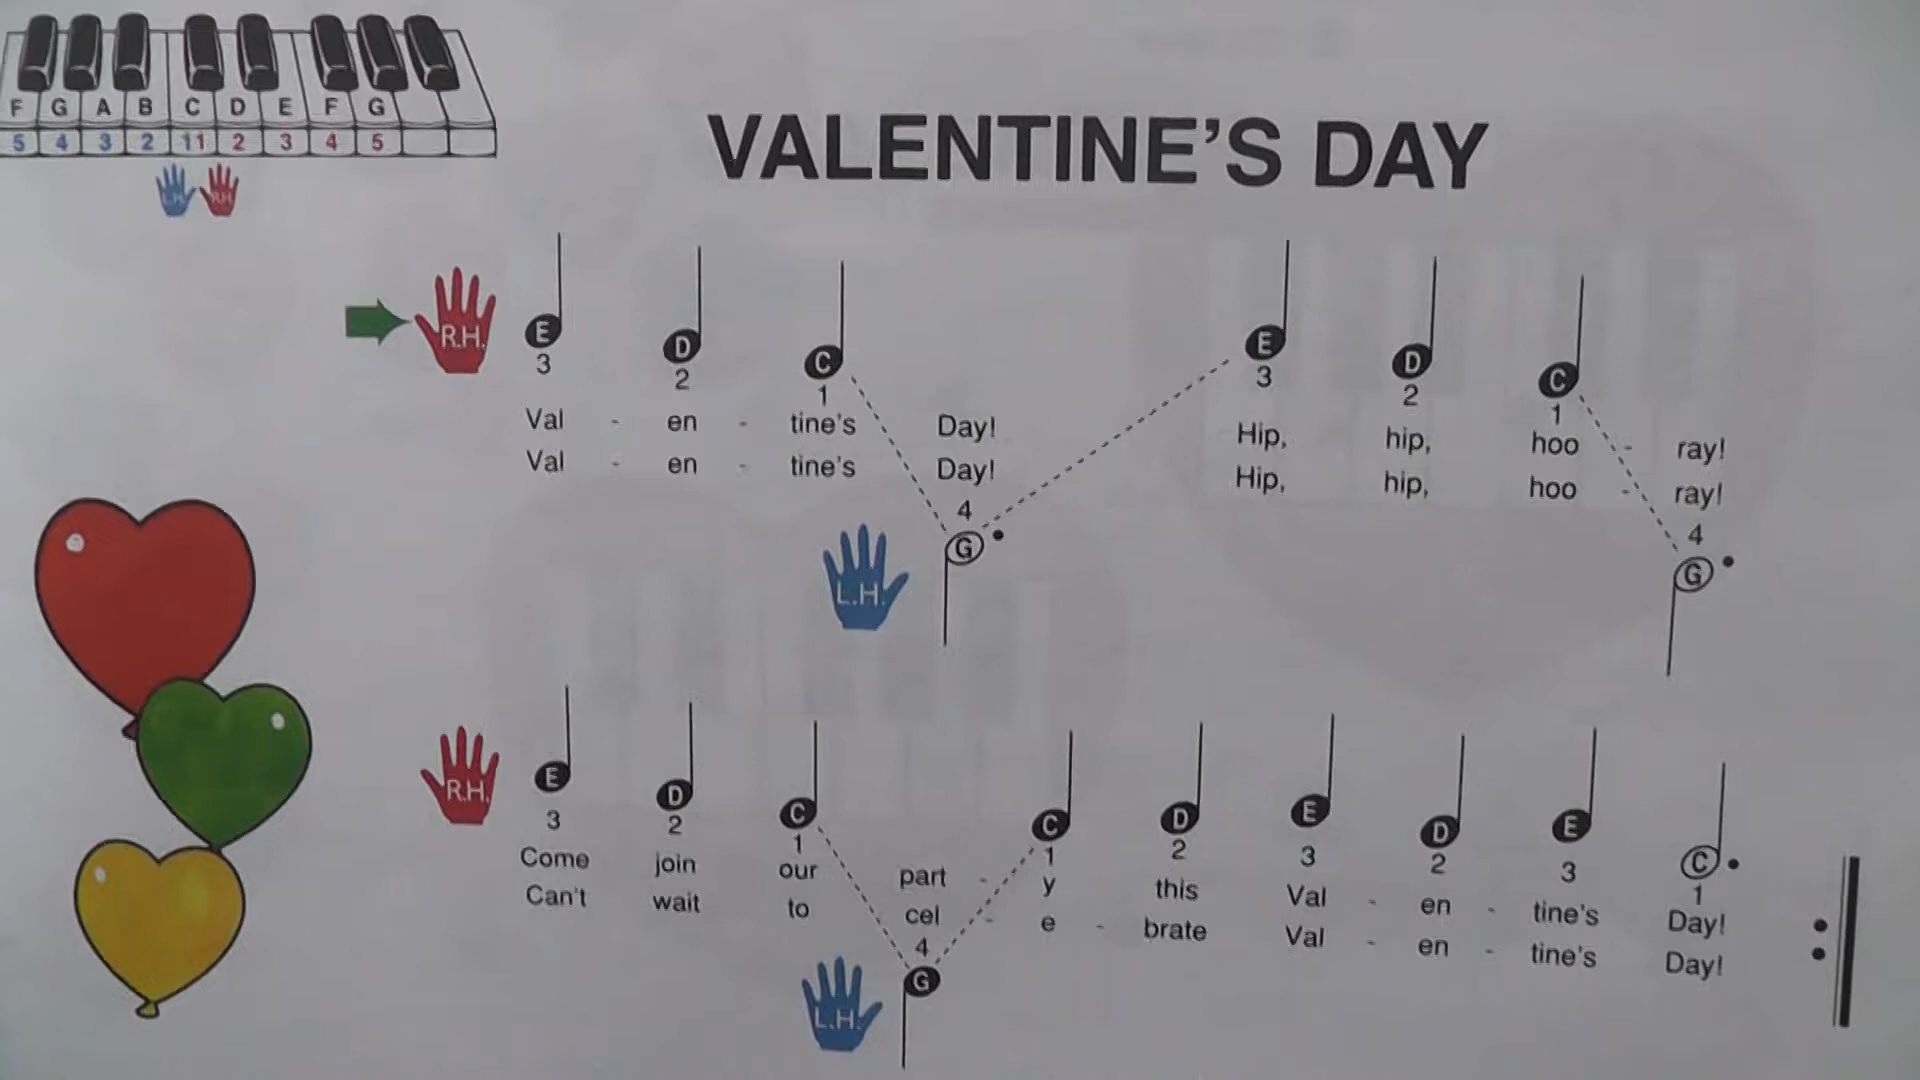 F G A B C D E F G
5 4 3 2 1 1 2 3 4 5
L.H. R.H.
VALENTINE'S DAY
R.H. E D C E D C
3 2 1 3 2 1
Val - en - tine's Day! Hip, hip, hoo - ray!
Val - en - tine's Day! Hip, hip, hoo - ray!
4 4
L.H. G G
R.H. E D C C D E D E C
3 2 1 1 2 3 2 3 1
Come join our part - y this Val - en - tine's Day!
Can't wait to cel - e - brate Val - en - tine's Day!
4
L.H. G